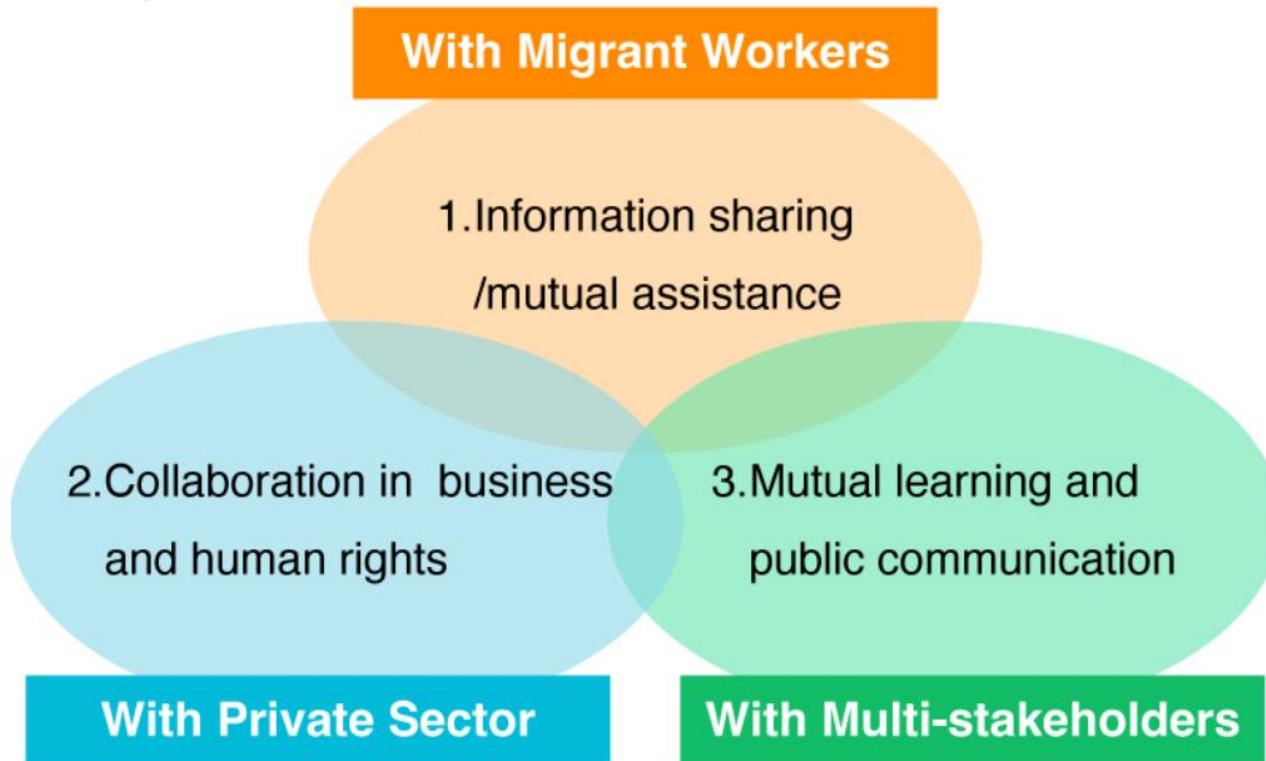 With Migrant Workers
1.Information sharing
/mutual assistance
2.Collaboration in business
and human rights
3.Mutual learning and
public communication
With Private Sector
With Multi-stakeholders